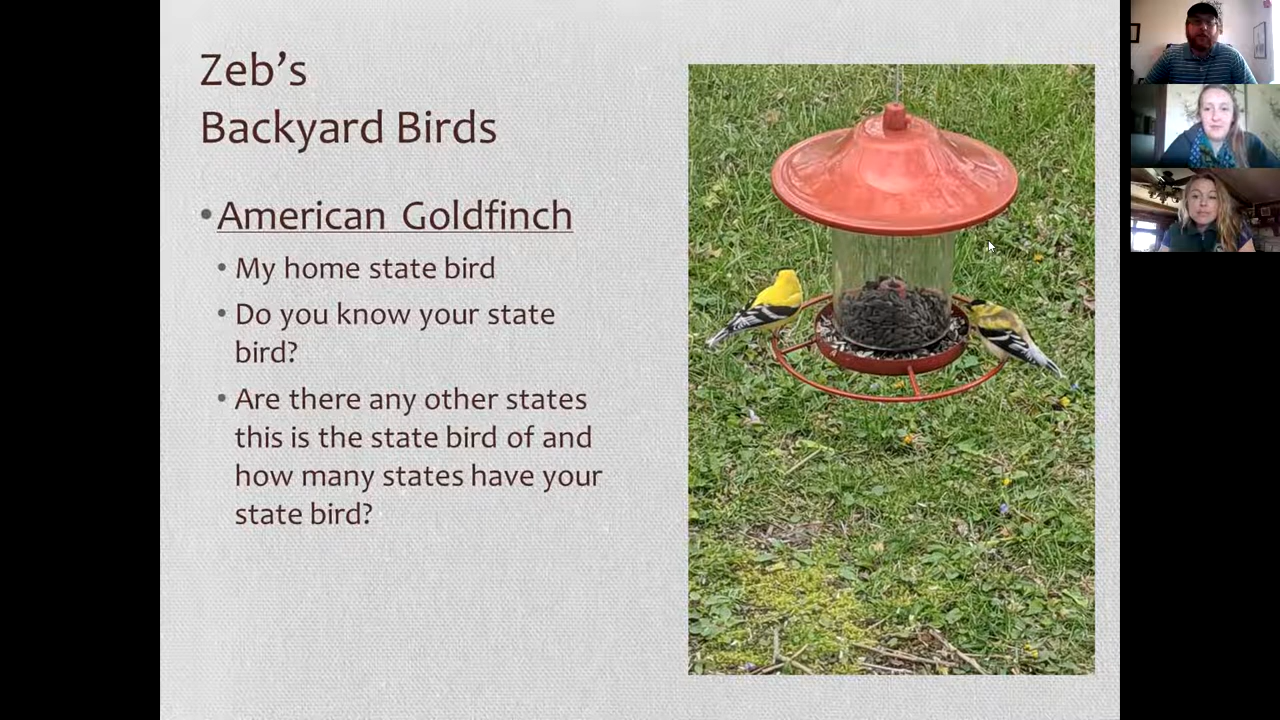 Zeb's
Backyard Birds
•American Goldfinch
• My home state bird
• Do you know your state
bird?
• Are there any other states
this is the state bird of and
how many states have your
state bird?